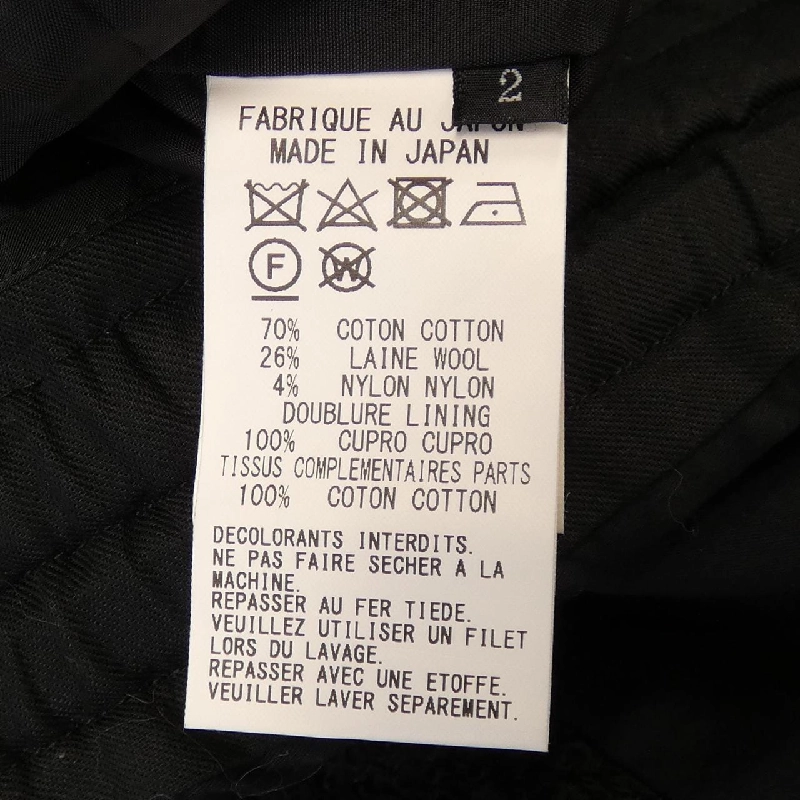 2
FABRIQUE AU JAPON
MADE IN JAPAN
F
W
70% COTON COTTON
26% LAINE WOOL
4% NYLON NYLON
DOUBLURE LINING
100% CUPRO CUPRO
TISSUS COMPLEMENTAIRES PARTS
100% COTON COTTON
DECOLORANTS INTERDITS.
NE PAS FAIRE SECHER A LA
MACHINE.
REPASSER AU FER TIEDE.
VEUILLEZ UTILISER UN FILET
LORS DU LAVAGE.
REPASSER AVEC UNE ETOFFE.
VEUILLER LAVER SEPAREMENT.